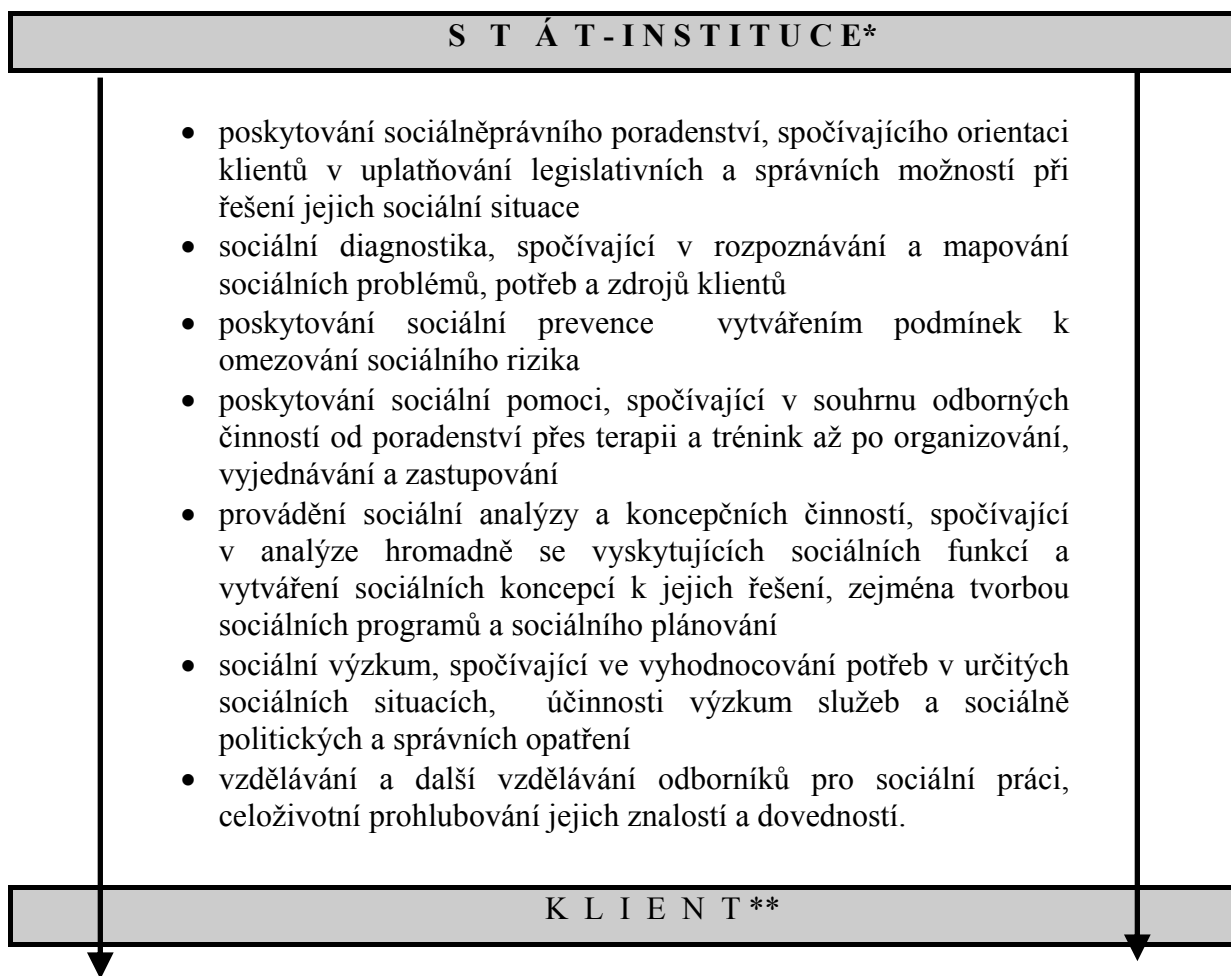 S T Á T - I N S T I T U C E*
• poskytování sociálněprávního poradenství, spočívajícího orientaci
klientů v uplatňování legislativních a správních možností při
řešení jejich sociální situace
• sociální diagnostika, spočívající v rozpoznávání a mapování
sociálních problémů, potřeb a zdrojů klientů
• poskytování sociální prevence vytvářením podmínek k
omezování sociálního rizika
• poskytování sociální pomoci, spočívající v souhrnu odborných
činností od poradenství přes terapii a trénink až po organizování,
vyjednávání a zastupování
• provádění sociální analýzy a koncepčních činností, spočívající
v analýze hromadně se vyskytujících sociálních funkcí a
vytváření sociálních koncepcí k jejich řešení, zejména tvorbou
sociálních programů a sociálního plánování
• sociální výzkum, spočívající ve vyhodnocování potřeb v určitých
sociálních situacích, účinnosti výzkum služeb a sociálně
politických a správních opatření
• vzdělávání a další vzdělávání odborníků pro sociální práci,
celoživotní prohlubování jejich znalostí a dovedností.
K L I E N T**